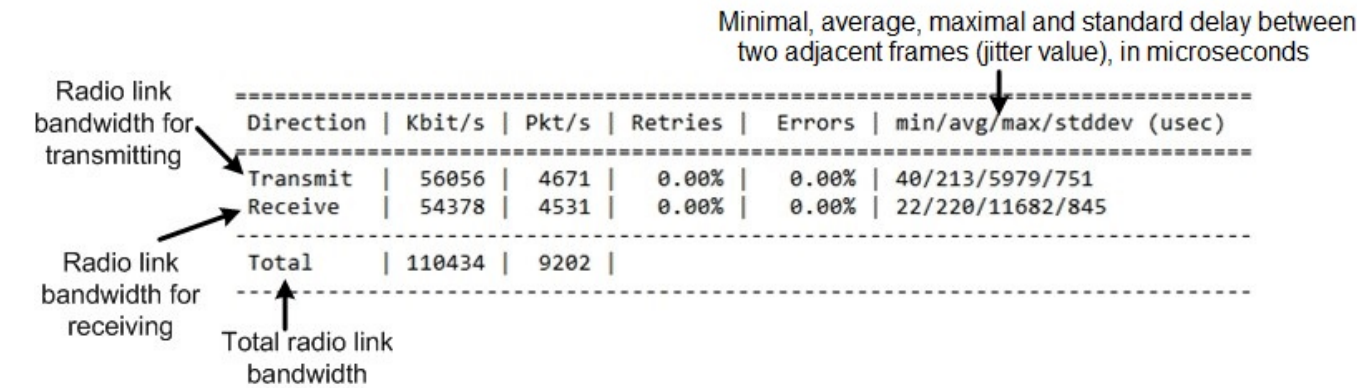 Minimal, average, maximal and standard delay between
two adjacent frames (jitter value), in microseconds
Radio link
bandwidth for
transmitting
==============================================================================
Direction | Kbit/s | Pkt/s | Retries | Errors | min/avg/max/stddev (usec)
==============================================================================
Transmit | 56056 | 4671 | 0.00% | 0.00% | 40/213/5979/751
Receive | 54378 | 4531 | 0.00% | 0.00% | 22/220/11682/845
------------------------------------------------------------------------------
Total | 110434 | 9202 |
------------------------------------------------------------------------------
Radio link
bandwidth for
receiving
Total radio link
bandwidth